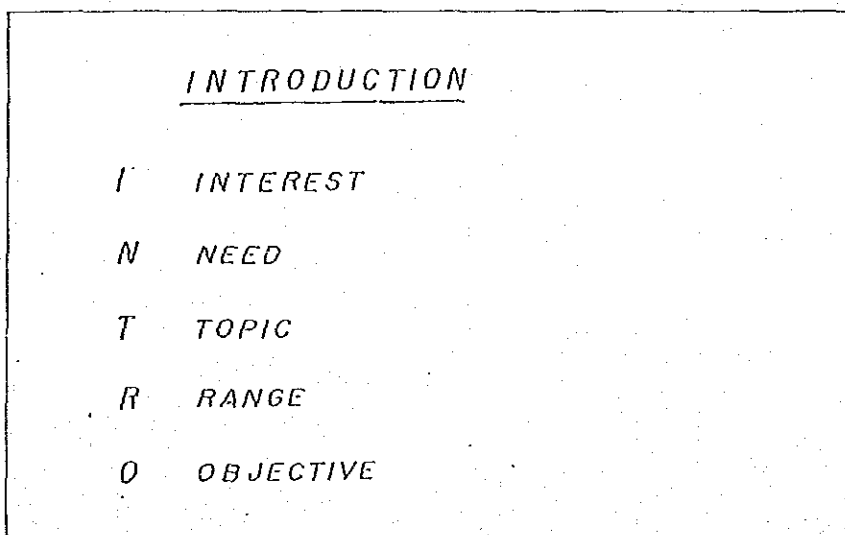 INTRODUCTION
I INTEREST
N NEED
T TOPIC
R RANGE
O OBJECTIVE